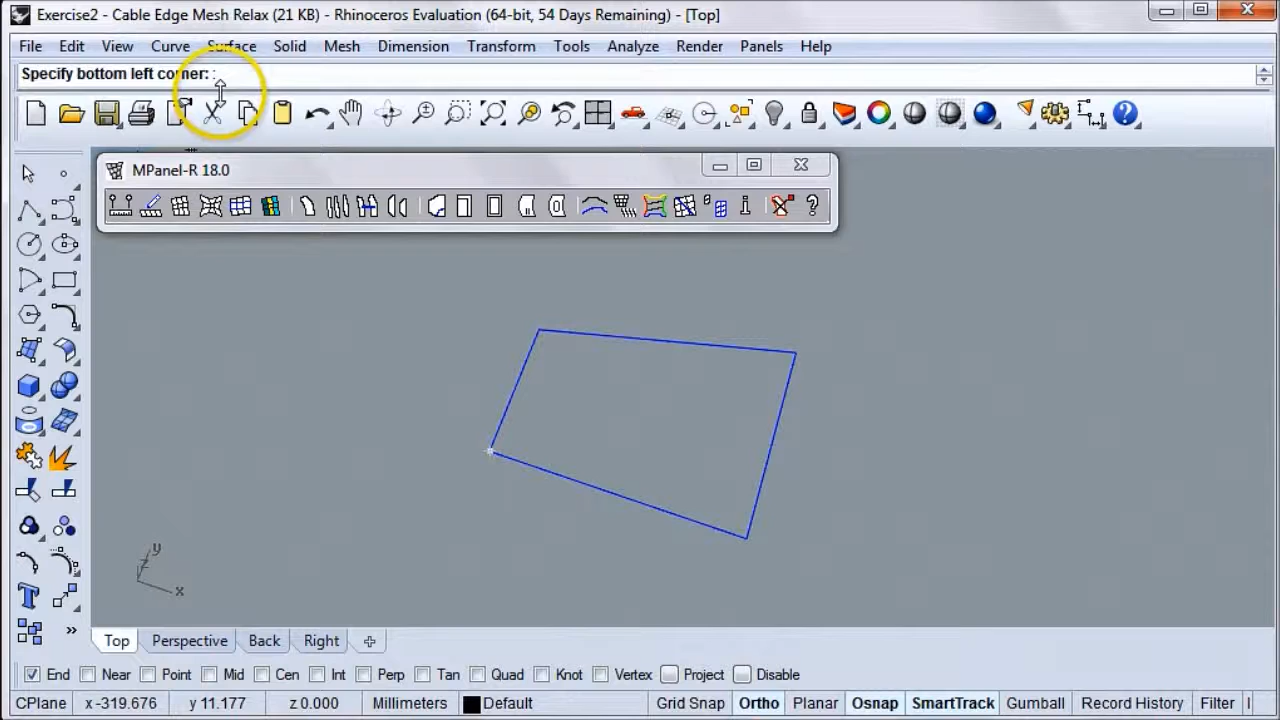 Exercise2 - Cable Edge Mesh Relax (21 KB) - Rhinoceros Evaluation (64-bit, 54 Days Remaining) - [Top]
File Edit View Curve Surface Solid Mesh Dimension Transform Tools Analyze Render Panels Help
Specify bottom left corner: :
MPanel-R 18.0
y
z
x
Top Perspective Back Right
End Near Point Mid Cen Int Perp Tan Quad Knot Vertex Project Disable
CPlane x -319.676 y 11.177 z 0.000 Millimeters Default Grid Snap Ortho Planar Osnap SmartTrack Gumball Record History Filter